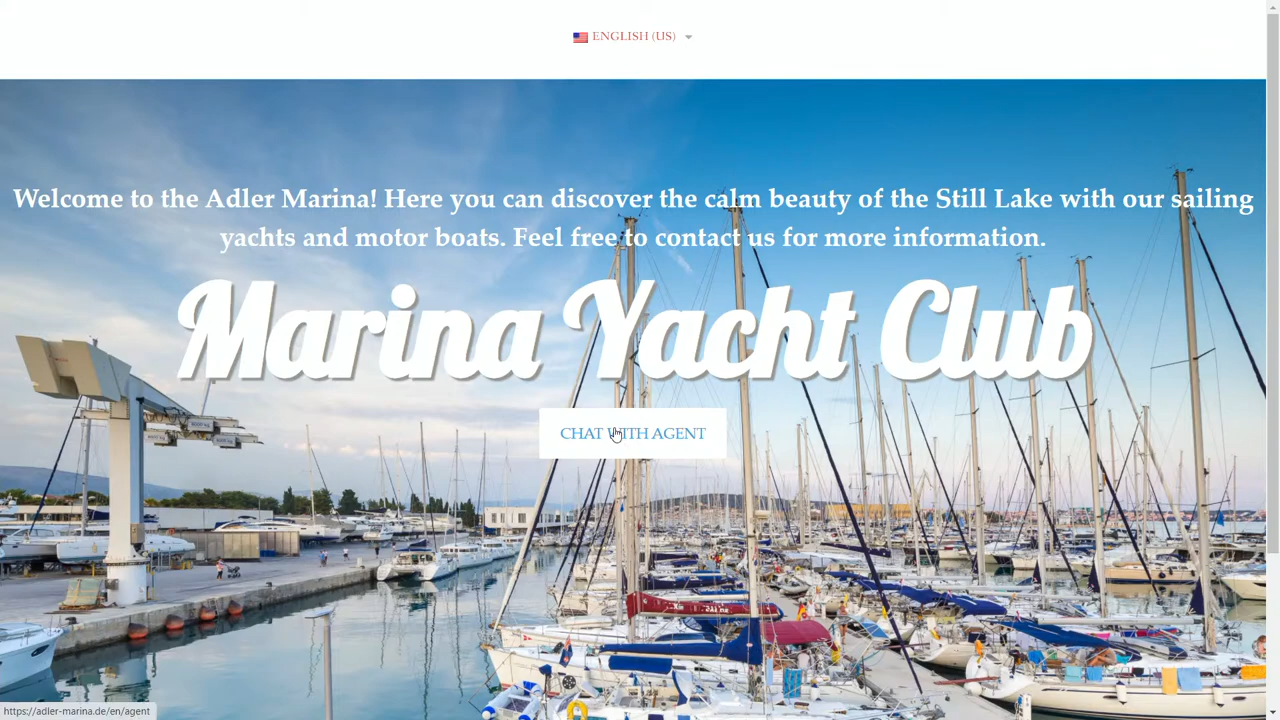 ENGLISH (US)
Welcome to the Adler Marina! Here you can discover the calm beauty of the Still Lake with our sailing
yachts and motor boats. Feel free to contact us for more information.
Marina Yacht Club
CHAT WITH AGENT
https://adler-marina.de/en/agent